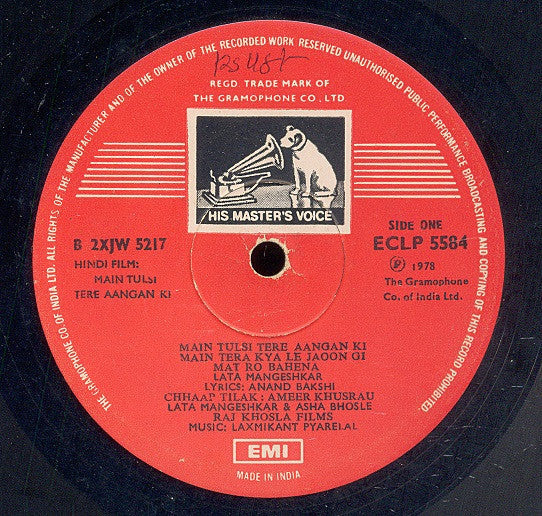 THE GRAMOPHONE CO. OF INDIA LTD. ALL RIGHTS OF THE MANUFACTURER AND OF THE OWNER OF THE RECORDED WORK RESERVED UNAUTHORISED PUBLIC PERFORMANCE BROADCASTING AND COPYING OF THIS RECORD PROHIBITED
REGD. TRADE MARK OF
THE GRAMOPHONE CO. LTD.
HIS MASTER'S VOICE
B 2XJW 5217
HINDI FILM:
MAIN TULSI
TERE AANGAN KI
SIDE ONE
ECLP 5584
Ⓟ 1978
The Gramophone
Co. of India Ltd.
MAIN TULSI TERE AANGAN KI
MAIN TERA KYA LE JAOON GI
MAT RO BAHENA
LATA MANGESHKAR
LYRICS: ANAND BAKSHI
CHHAAP TILAK: AMEER KHUSRAU
LATA MANGESHKAR & ASHA BHOSLE
RAJ KHOSLA FILMS
MUSIC: LAXMIKANT PYARELAL
EMI
MADE IN INDIA